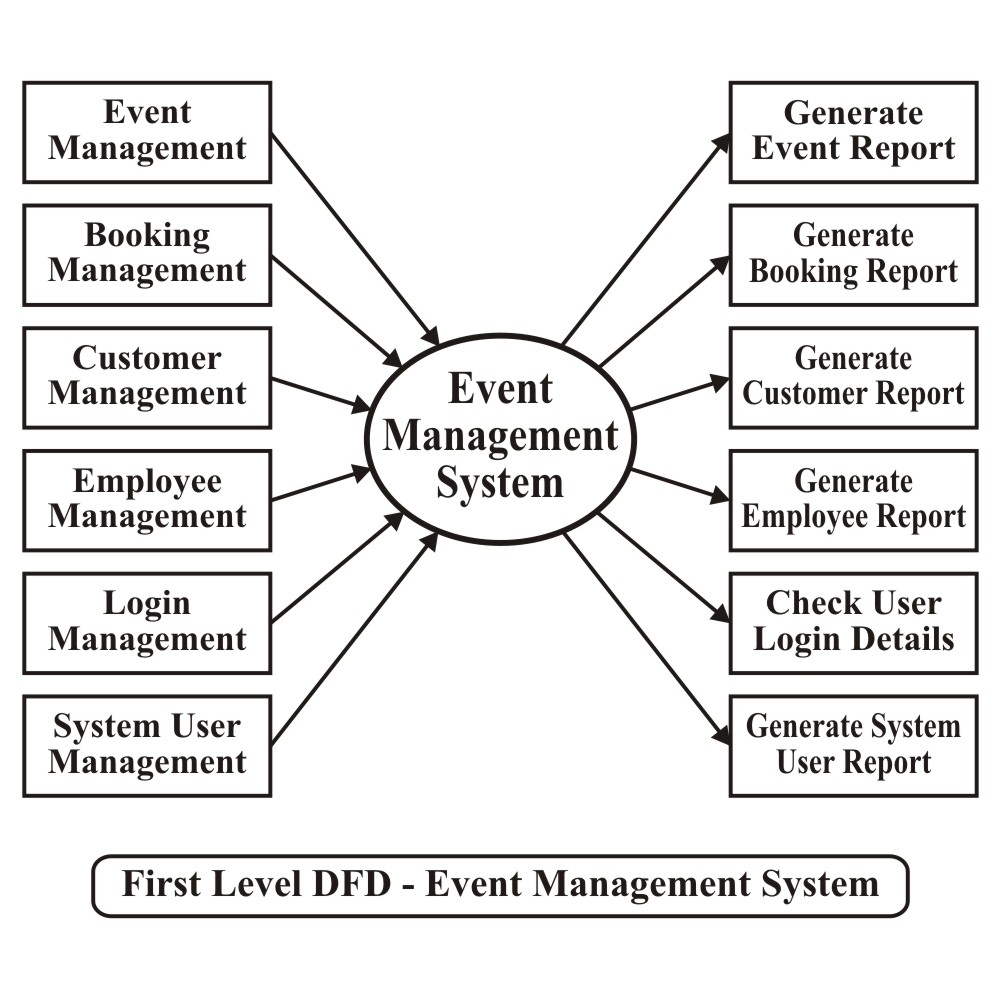 Event
Management
Booking
Management
Customer
Management
Employee
Management
Login
Management
System User
Management
Event
Management
System
Generate
Event Report
Generate
Booking Report
Generate
Customer Report
Generate
Employee Report
Check User
Login Details
Generate System
User Report
First Level DFD - Event Management System